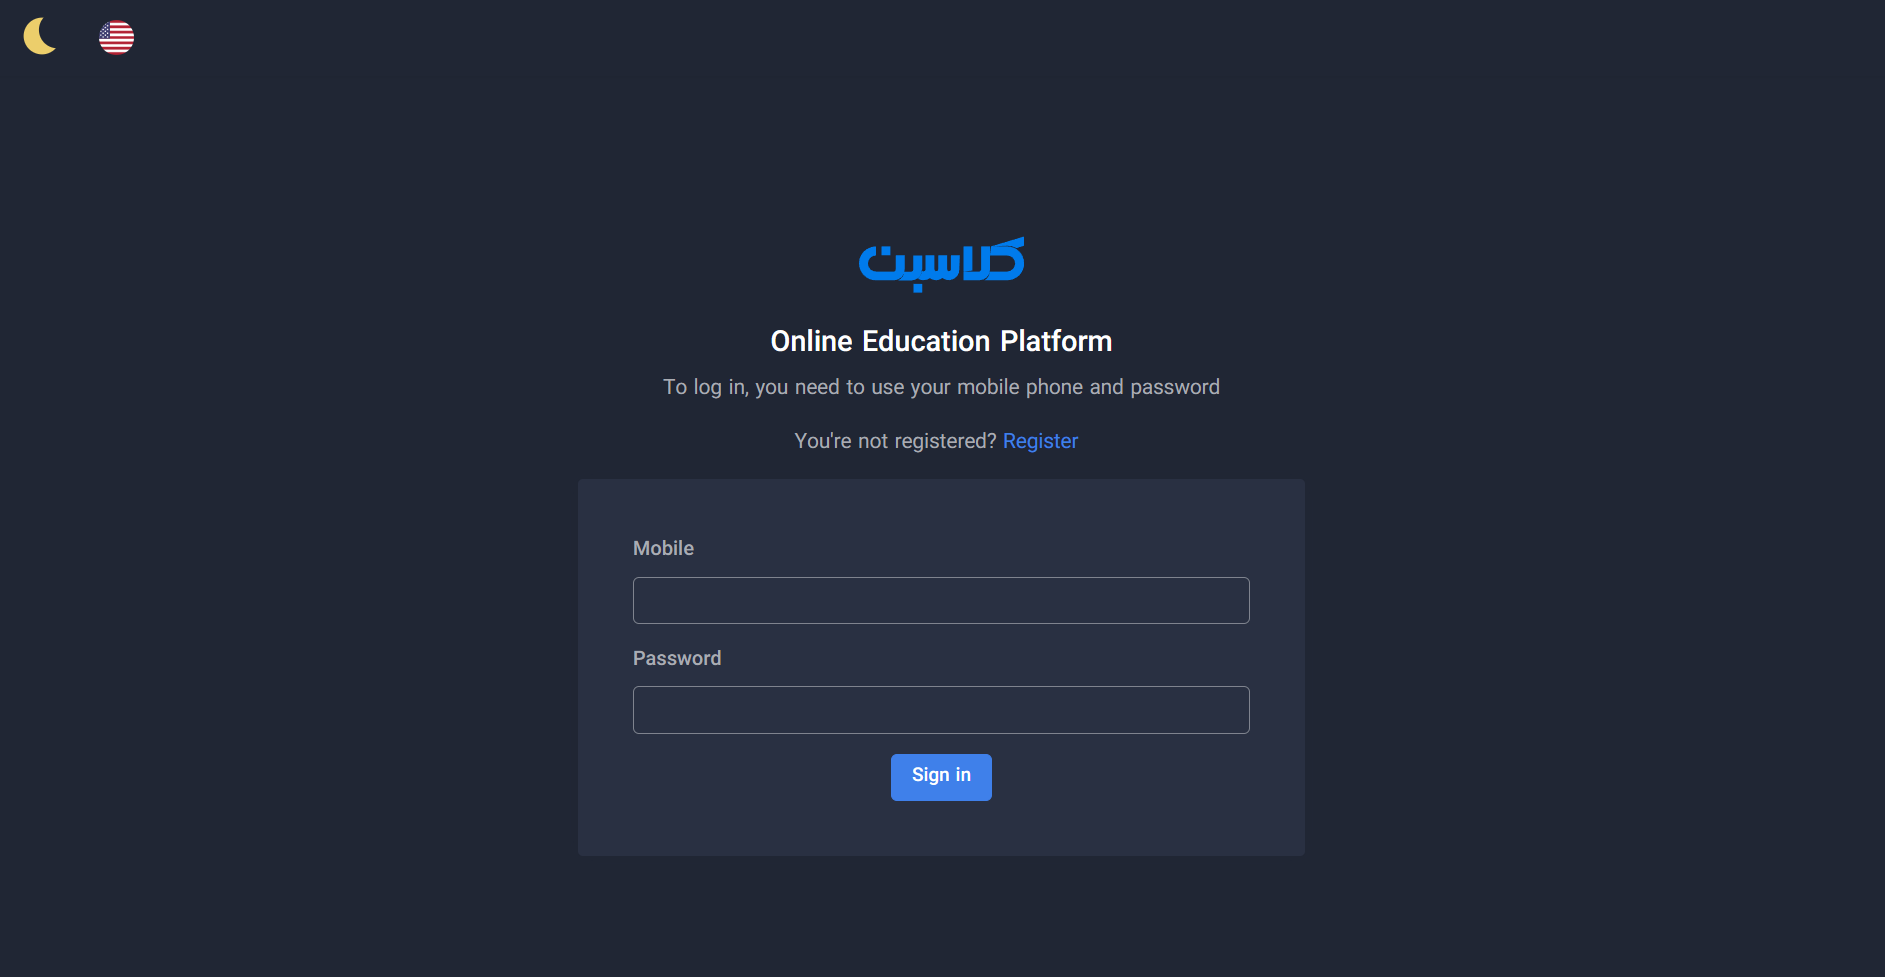 کلاسبت
Online Education Platform
To log in, you need to use your mobile phone and password
You're not registered? Register
Mobile
Password
Sign in